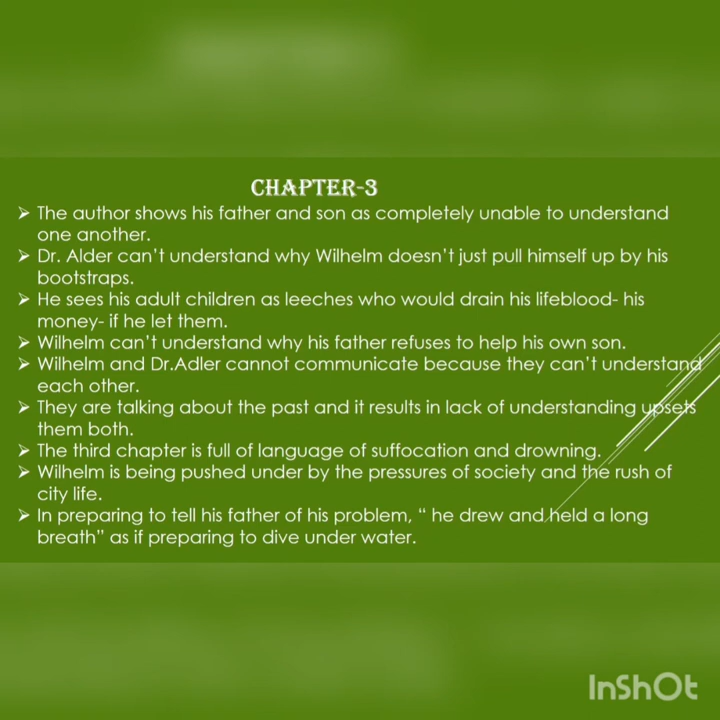 CHAPTER-3
➤ The author shows his father and son as completely unable to understand
one another.
➤ Dr. Alder can't understand why Wilhelm doesn't just pull himself up by his
bootstraps.
➤ He sees his adult children as leeches who would drain his lifeblood- his
money- if he let them.
➤ Wilhelm can't understand why his father refuses to help his own son.
➤ Wilhelm and Dr.Adler cannot communicate because they can't understand
each other.
➤ They are talking about the past and it results in lack of understanding upsets
them both.
➤ The third chapter is full of language of suffocation and drowning.
➤ Wilhelm is being pushed under by the pressures of society and the rush of
city life.
➤ In preparing to tell his father of his problem, “ he drew and held a long
breath” as if preparing to dive under water.
InShOt